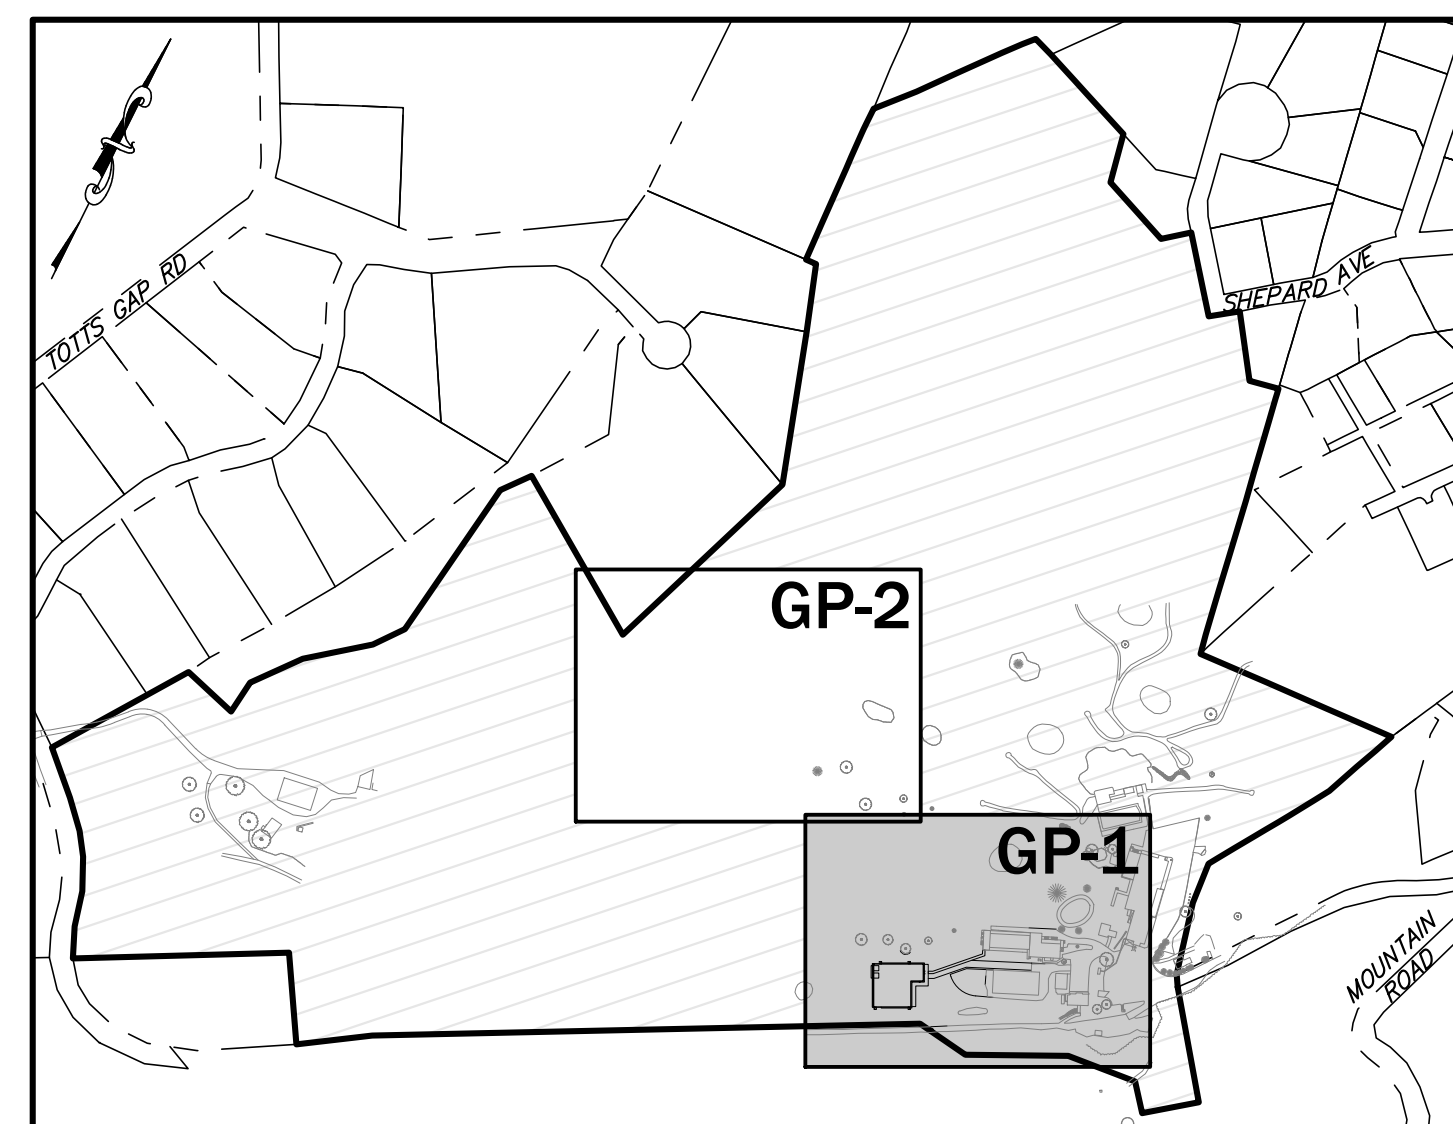 TOTTS GAP RD
SHEPARD AVE
GP-2
GP-1
MOUNTAIN
ROAD